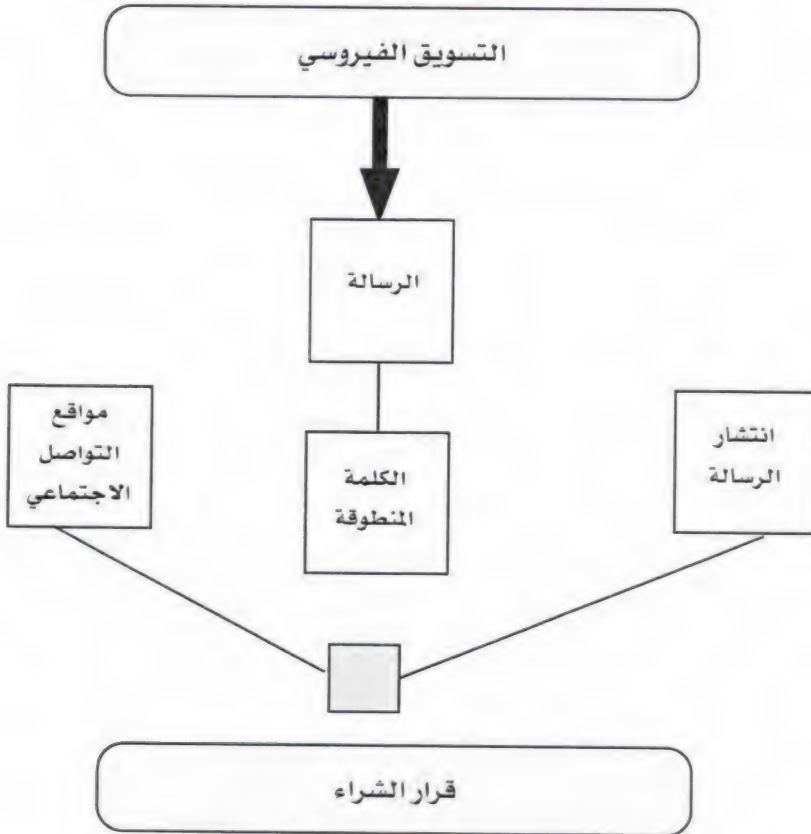 التسويق الفيروسي
الرسالة
انتشار
الرسالة
الكلمة
المنطوقة
مواقع
التواصل
الاجتماعي
قرار الشراء